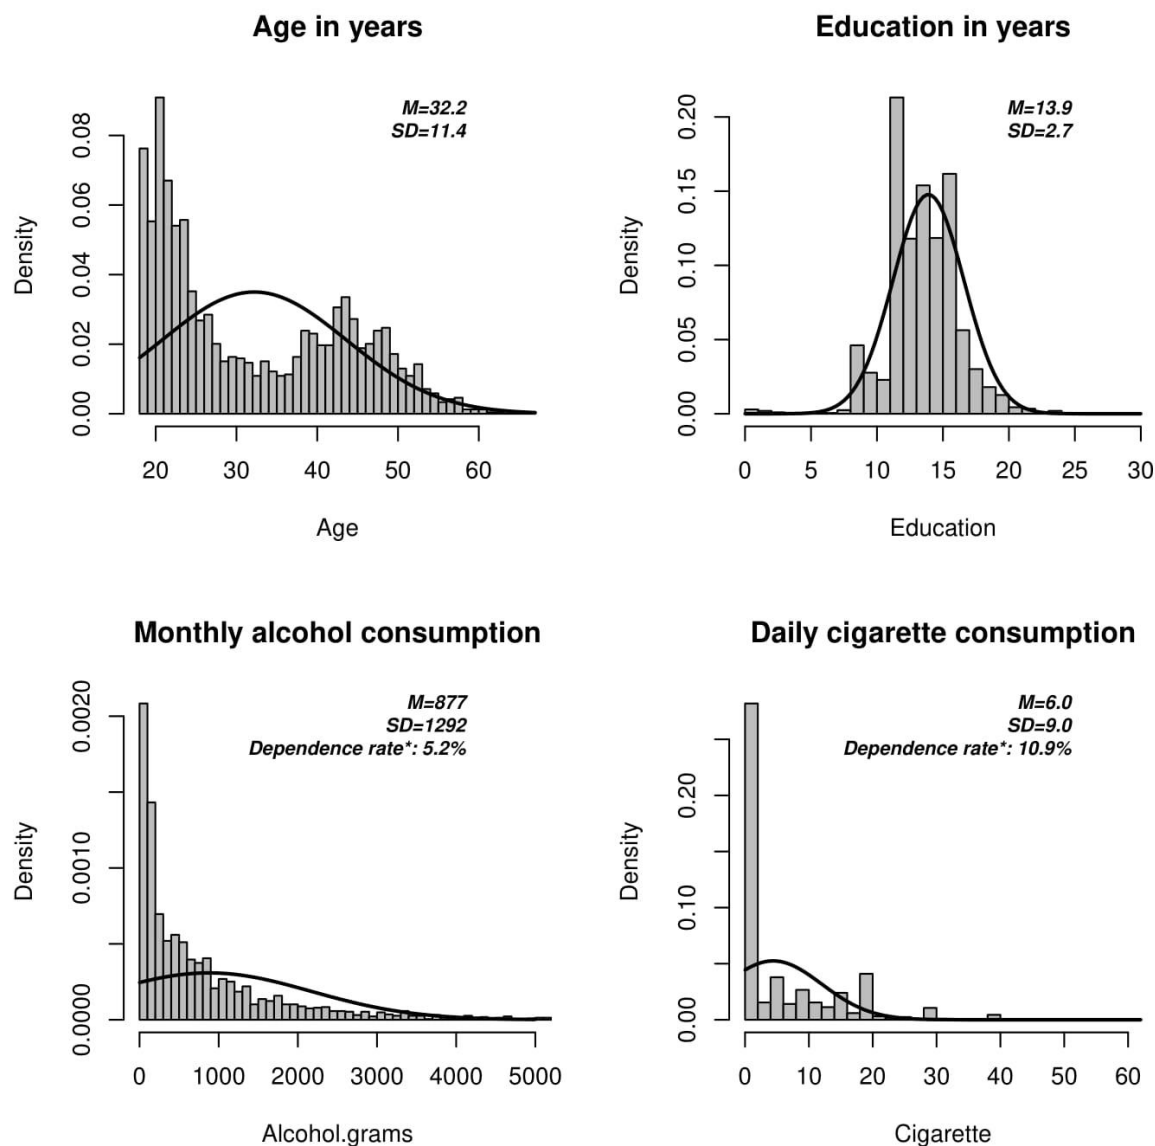 Age in years
M=32.2
SD=11.4
Density
0.00
0.02
0.04
0.06
0.08
20 30 40 50 60
Age
Education in years
M=13.9
SD=2.7
Density
0.00
0.05
0.10
0.15
0.20
0 5 10 15 20 25 30
Education
Monthly alcohol consumption
M=877
SD=1292
Dependence rate*: 5.2%
Density
0.0000
0.0010
0.0020
0 1000 2000 3000 4000 5000
Alcohol.grams
Daily cigarette consumption
M=6.0
SD=9.0
Dependence rate*: 10.9%
Density
0.00
0.10
0.20
0 10 20 30 40 50 60
Cigarette